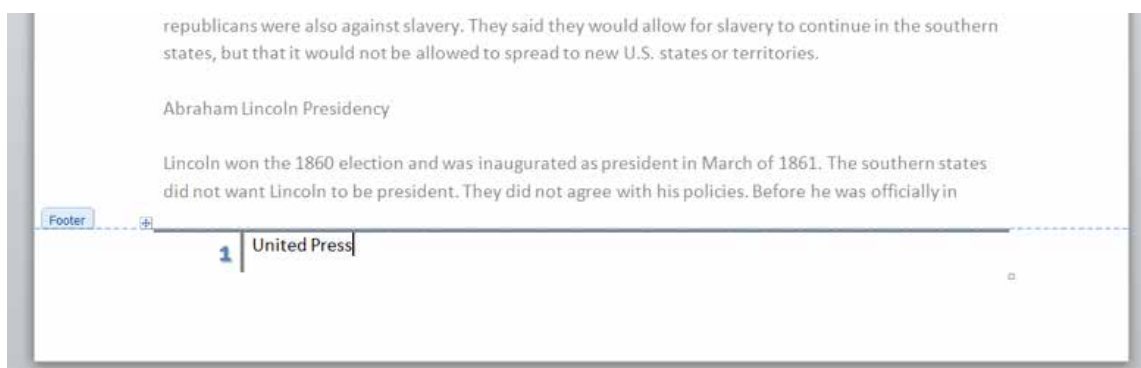 republicans were also against slavery. They said they would allow for slavery to continue in the southern
states, but that it would not be allowed to spread to new U.S. states or territories.
Abraham Lincoln Presidency
Lincoln won the 1860 election and was inaugurated as president in March of 1861. The southern states
did not want Lincoln to be president. They did not agree with his policies. Before he was officially in
Footer
1 United Press